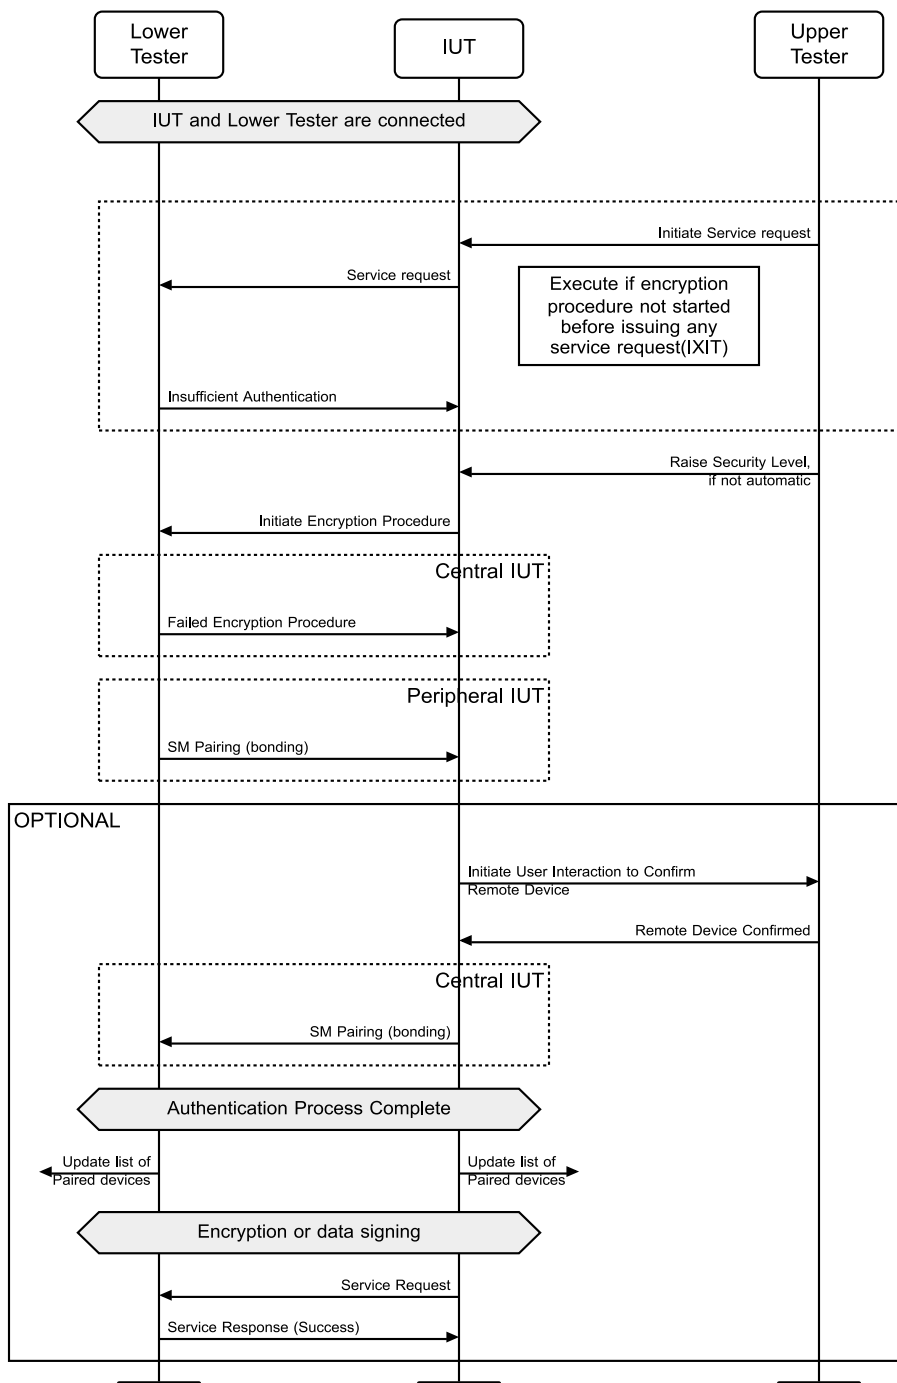 Lower
Tester
IUT
Upper
Tester
IUT and Lower Tester are connected
Initiate Service request
Service request
Execute if encryption
procedure not started
before issuing any
service request(IXIT)
Insufficient Authentication
Raise Security Level,
if not automatic
Initiate Encryption Procedure
Central IUT
Failed Encryption Procedure
Peripheral IUT
SM Pairing (bonding)
OPTIONAL
Initiate User Interaction to Confirm
Remote Device
Remote Device Confirmed
Central IUT
SM Pairing (bonding)
Authentication Process Complete
Update list of
Paired devices
Update list of
Paired devices
Encryption or data signing
Service Request
Service Response (Success)